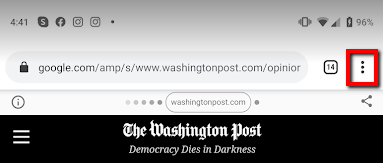 4:41 96%
google.com/amp/s/www.washingtonpost.com/opinior 14
washingtonpost.com
The Washington Post
Democracy Dies in Darkness